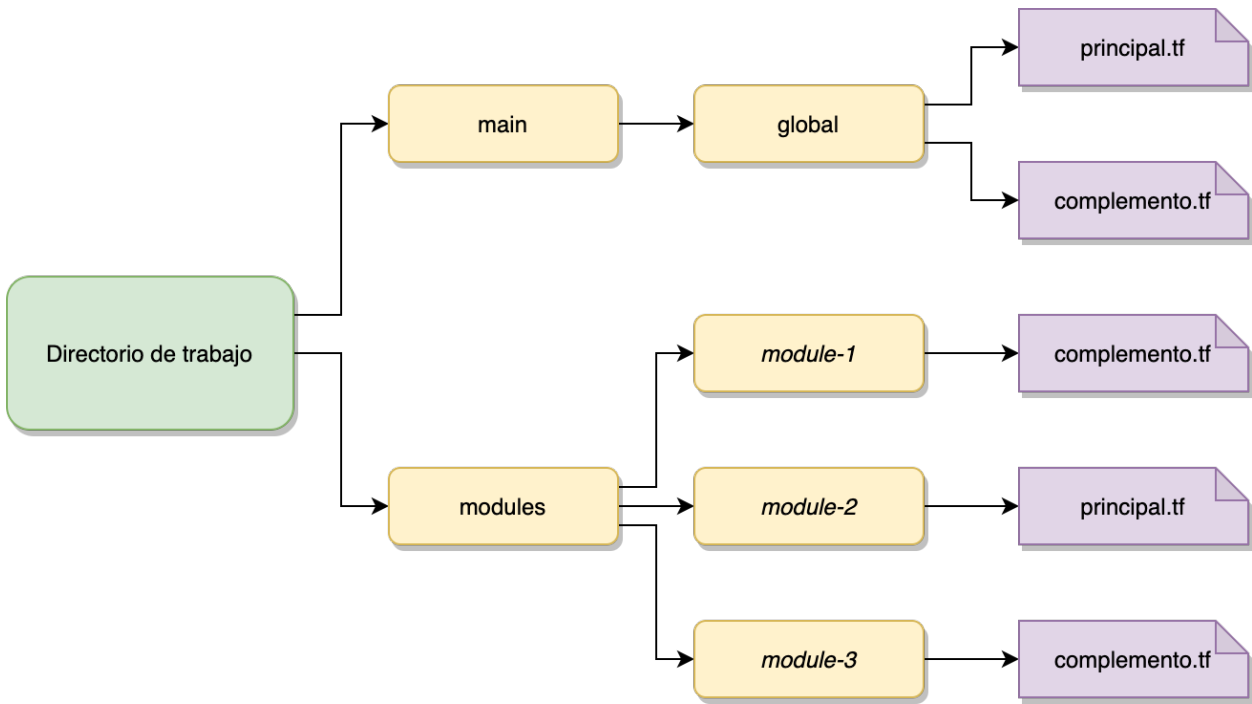 principal.tf
main
global
complemento.tf
Directorio de trabajo
module-1
complemento.tf
modules
module-2
principal.tf
module-3
complemento.tf